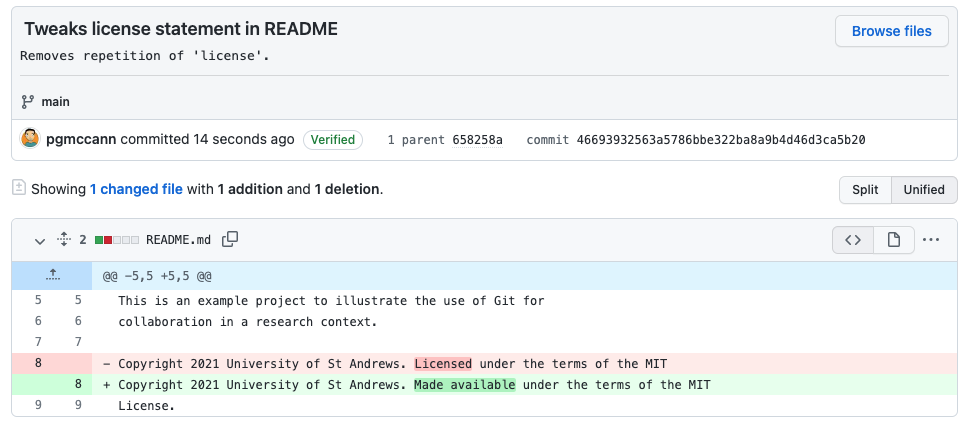 Tweaks license statement in README
Browse files
Removes repetition of 'license'.
main
pgmccann committed 14 seconds ago Verified 1 parent 658258a commit 46693932563a5786bbe322ba8a9b4d46d3ca5b20
Showing 1 changed file with 1 addition and 1 deletion.
Split Unified
2 README.md
@@ -5,5 +5,5 @@
5 5 This is an example project to illustrate the use of Git for
6 6 collaboration in a research context.
7 7
8 - Copyright 2021 University of St Andrews. Licensed under the terms of the MIT
8 + Copyright 2021 University of St Andrews. Made available under the terms of the MIT
9 9 License.